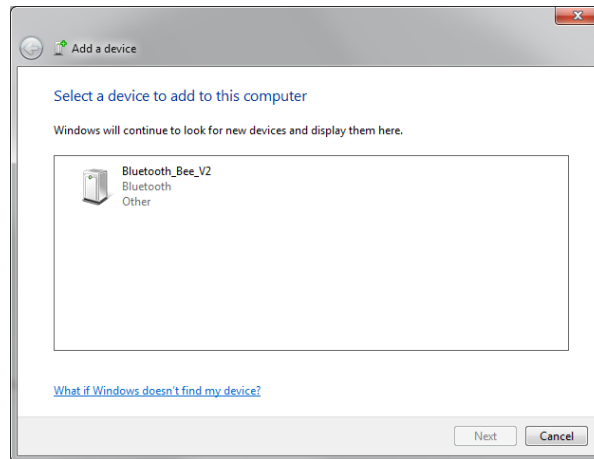 Add a device
Select a device to add to this computer
Windows will continue to look for new devices and display them here.
Bluetooth_Bee_V2
Bluetooth
Other
What if Windows doesn't find my device?
Next
Cancel